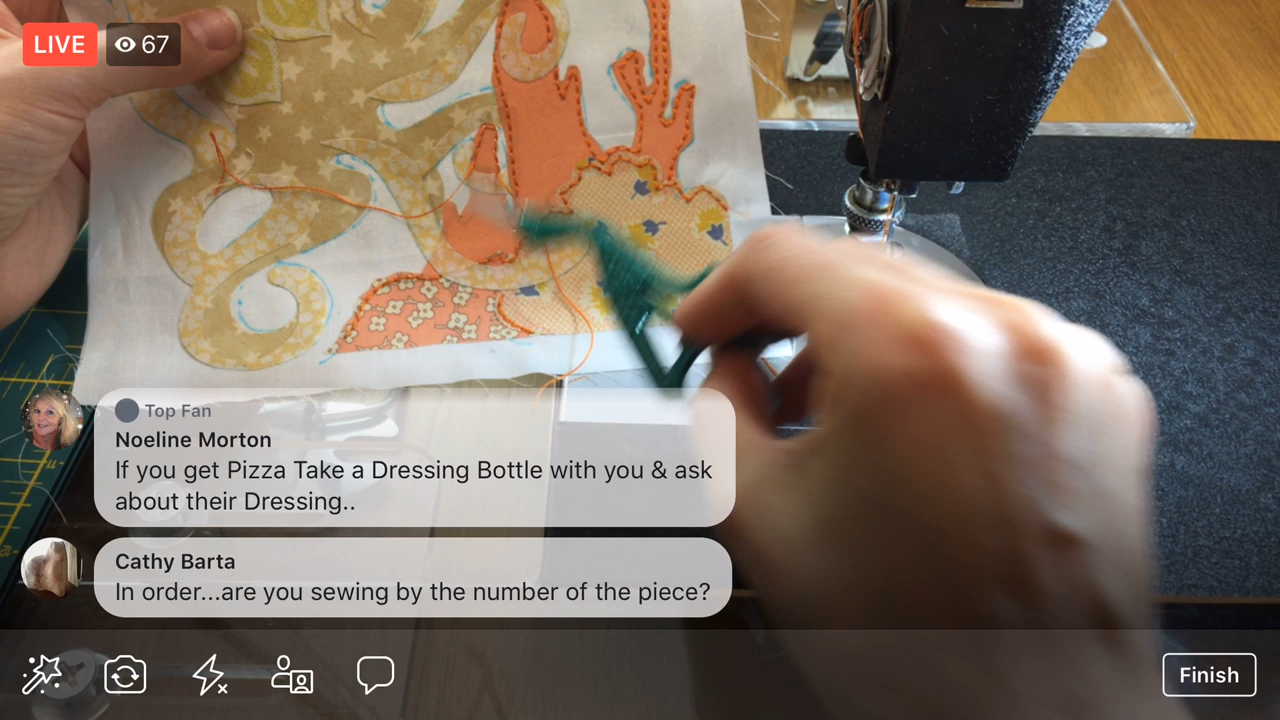 LIVE
67
Top Fan
Noeline Morton
If you get Pizza Take a Dressing Bottle with you & ask
about their Dressing..
Cathy Barta
In order...are you sewing by the number of the piece?
Finish